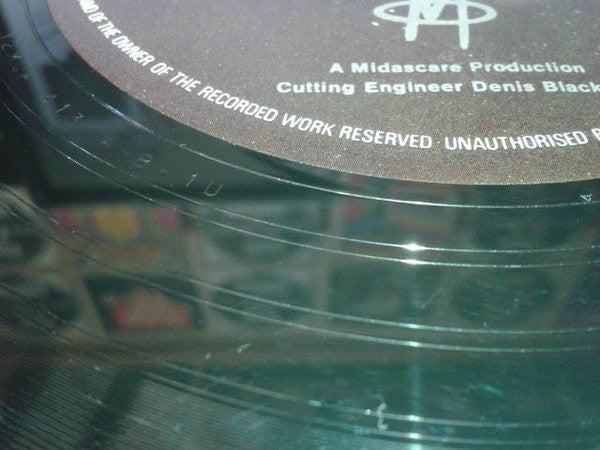 A Midascare Production
Cutting Engineer Denis Black
OF THE OWNER OF THE RECORDED WORK RESERVED · UNAUTHORISED